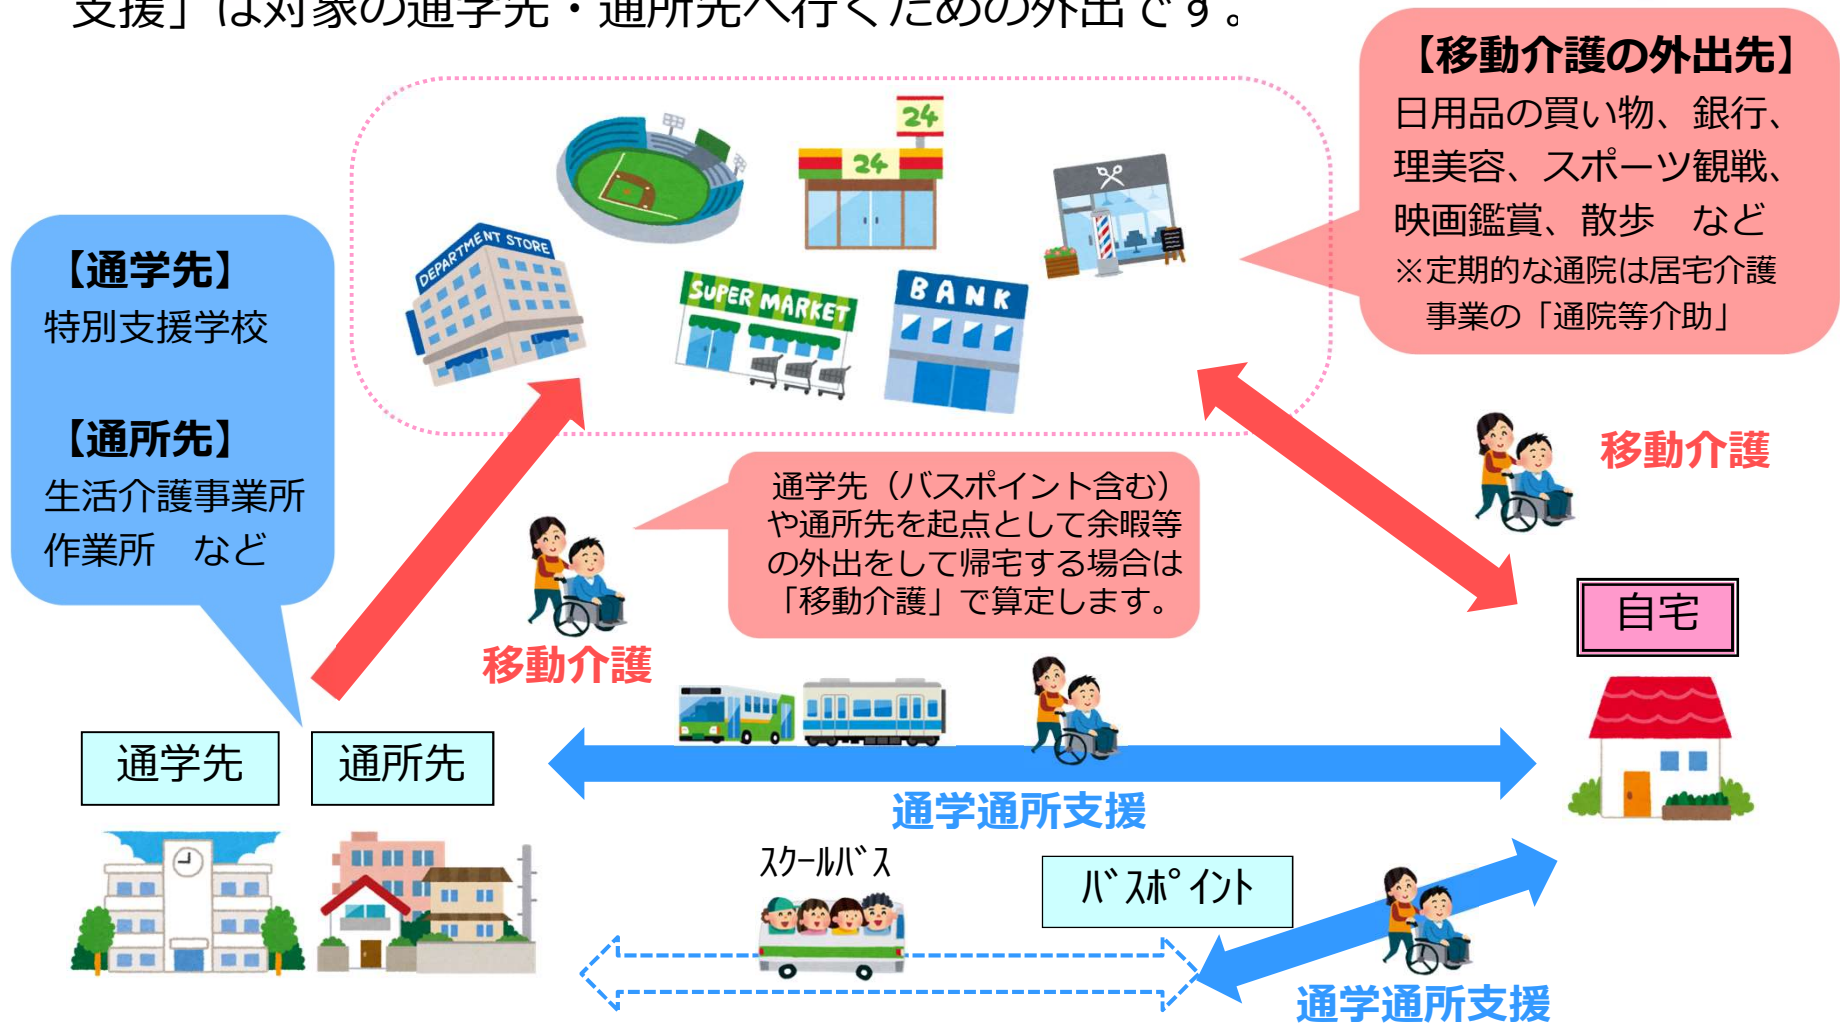 支援」は対象の通学先・通所先へ行くための外出です。
【移動介護の外出先】
日用品の買い物、銀行、
理美容、スポーツ観戦、
映画鑑賞、散歩　など
※定期的な通院は居宅介護
事業の「通院等介助」
24
24
DEPARTMENT STORE
SUPER MARKET
BANK
【通学先】
特別支援学校
【通所先】
生活介護事業所
作業所　など
移動介護
通学先（バスポイント含む）
や通所先を起点として余暇等
の外出をして帰宅する場合は
「移動介護」で算定します。
移動介護
自宅
通学先
通所先
通学通所支援
ｽｸｰﾙﾊﾞｽ
ﾊﾞｽﾎﾟｲﾝﾄ
通学通所支援